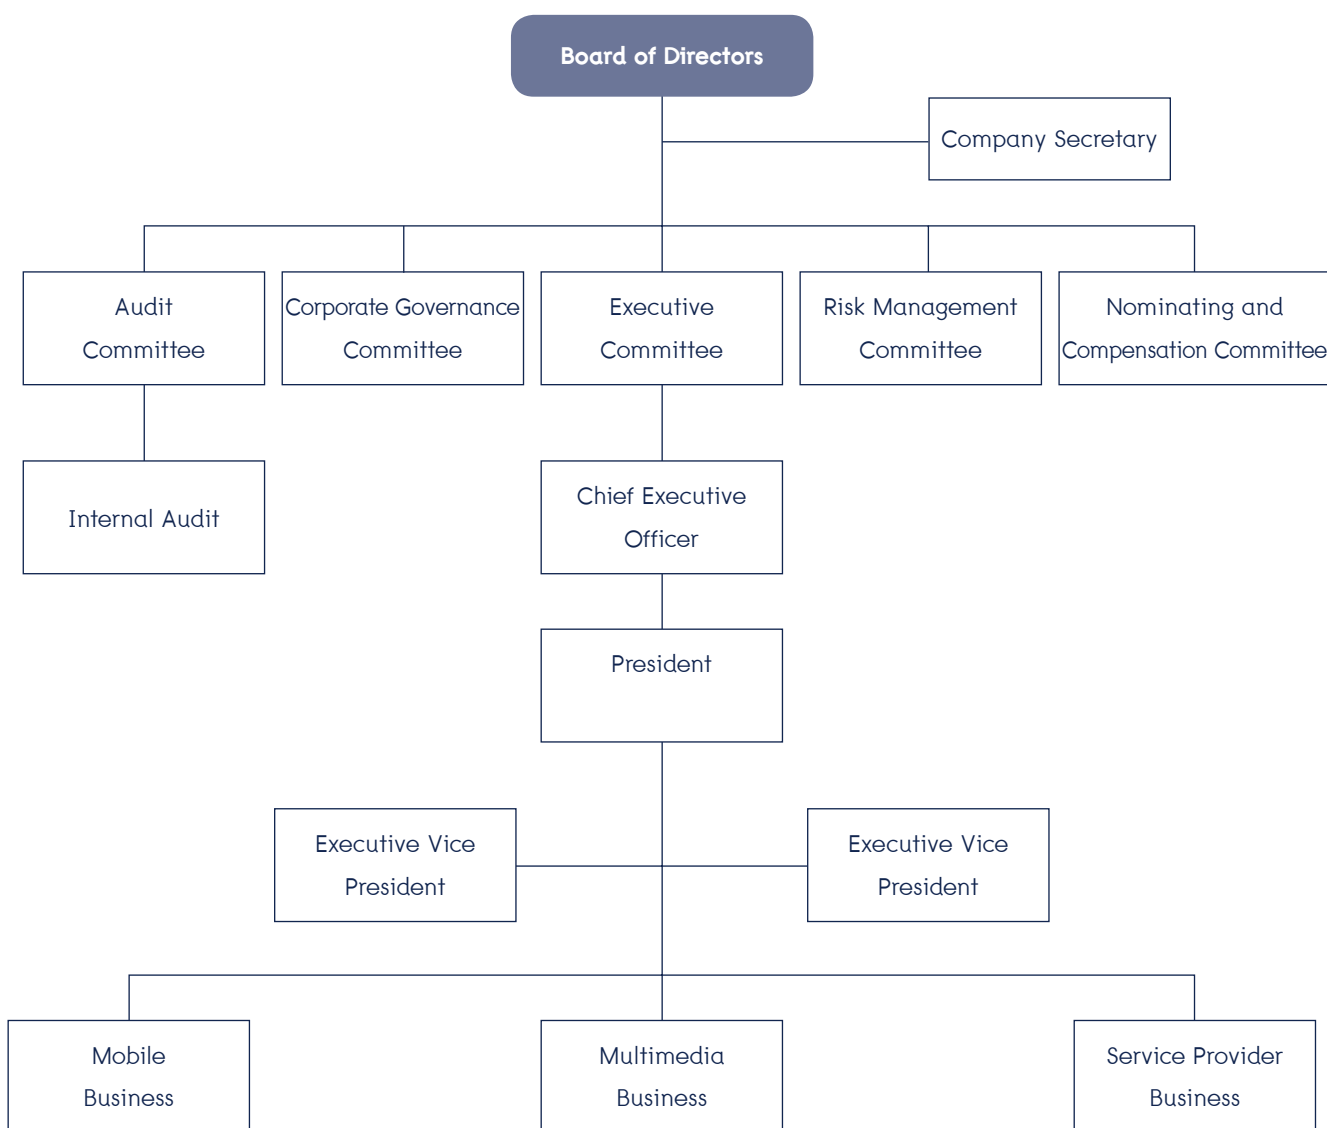 Board of Directors
Company Secretary
Audit
Committee
Corporate Governance
Committee
Executive
Committee
Risk Management
Committee
Nominating and
Compensation Committee
Internal Audit
Chief Executive
Officer
President
Executive Vice
President
Executive Vice
President
Mobile
Business
Multimedia
Business
Service Provider
Business